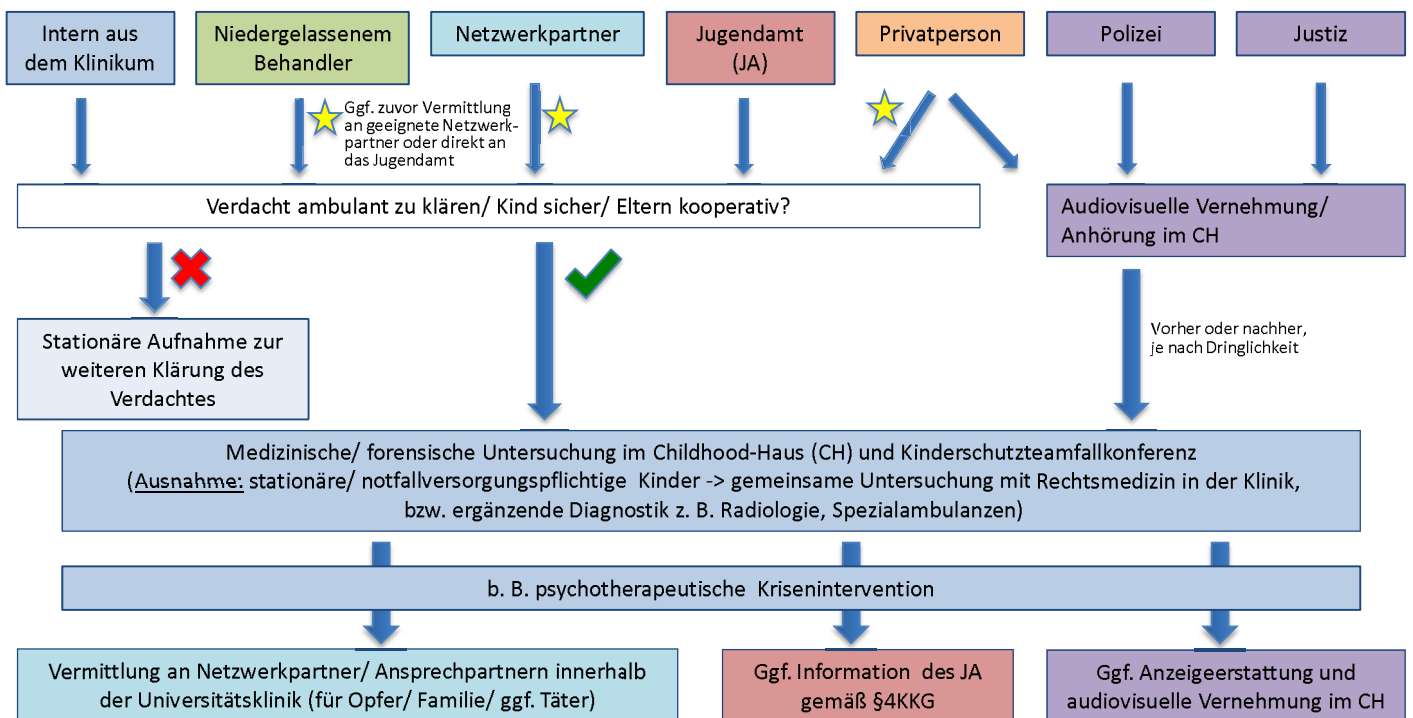 Intern aus
dem Klinikum
Niedergelassenem
Behandler
Netzwerkpartner
Jugendamt
(JA)
Privatperson
Polizei
Justiz
Ggf. zuvor Vermittlung
an geeignete Netzwerk-
partner oder direkt an
das Jugendamt
Verdacht ambulant zu klären/ Kind sicher/ Eltern kooperativ?
Audiovisuelle Vernehmung/
Anhörung im CH
Stationäre Aufnahme zur
weiteren Klärung des
Verdachtes
Vorher oder nachher,
je nach Dringlichkeit
Medizinische/ forensische Untersuchung im Childhood-Haus (CH) und Kinderschutzteamfallkonferenz
(Ausnahme: stationäre/ notfallversorgungspflichtige Kinder -> gemeinsame Untersuchung mit Rechtsmedizin in der Klinik,
bzw. ergänzende Diagnostik z. B. Radiologie, Spezialambulanzen)
b. B. psychotherapeutische Krisenintervention
Vermittlung an Netzwerkpartner/ Ansprechpartnern innerhalb
der Universitätsklinik (für Opfer/ Familie/ ggf. Täter)
Ggf. Information des JA
gemäß §4KKG
Ggf. Anzeigeerstattung und
audiovisuelle Vernehmung im CH